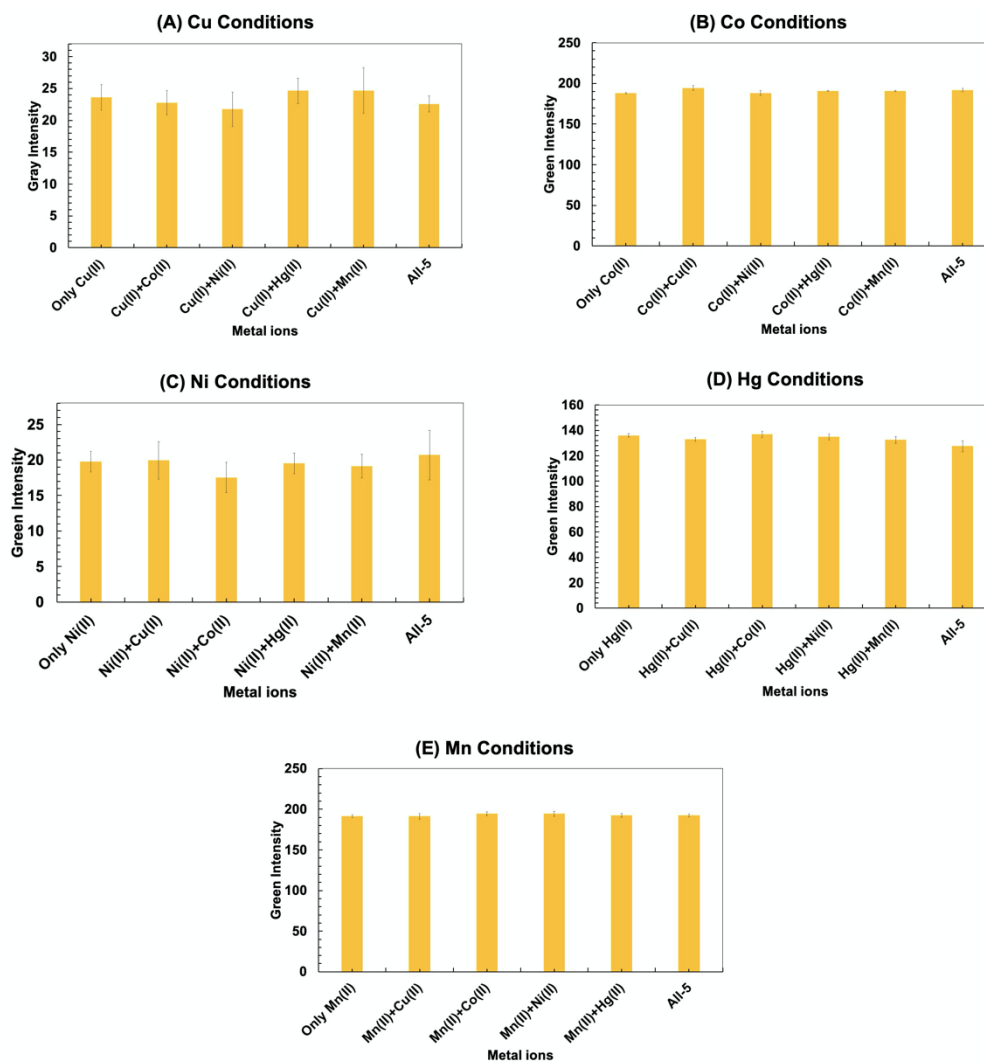 (A) Cu Conditions
Gray Intensity
30
25
20
15
10
5
0
Only Cu(II)
Cu(II)+Co(II)
Cu(II)+Ni(II)
Cu(II)+Hg(II)
Cu(II)+Mn(II)
All-5
Metal ions
(B) Co Conditions
Green Intensity
250
200
150
100
50
0
Only Co(II)
Co(II)+Cu(II)
Co(II)+Ni(II)
Co(II)+Hg(II)
Co(II)+Mn(II)
All-5
Metal ions
(C) Ni Conditions
Green Intensity
25
20
15
10
5
0
Only Ni(II)
Ni(II)+Cu(II)
Ni(II)+Co(II)
Ni(II)+Hg(II)
Ni(II)+Mn(II)
All-5
Metal ions
(D) Hg Conditions
Green Intensity
160
140
120
100
80
60
40
20
0
Only Hg(II)
Hg(II)+Cu(II)
Hg(II)+Co(II)
Hg(II)+Ni(II)
Hg(II)+Mn(II)
All-5
Metal ions
(E) Mn Conditions
Green Intensity
250
200
150
100
50
0
Only Mn(II)
Mn(II)+Cu(II)
Mn(II)+Co(II)
Mn(II)+Ni(II)
Mn(II)+Hg(II)
All-5
Metal ions